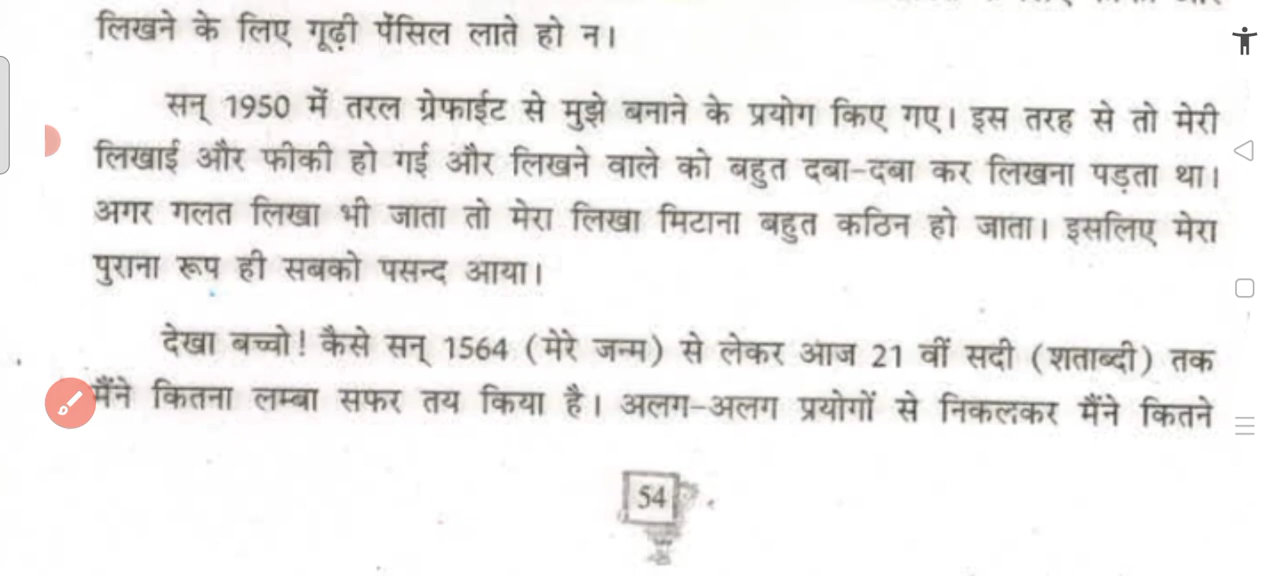 लिखने के लिए गूढ़ी पेंसिल लाते हो न।
सन् 1950 में तरल ग्रेफाईट से मुझे बनाने के प्रयोग किए गए। इस तरह से तो मेरी
लिखाई और फीकी हो गई और लिखने वाले को बहुत दबा-दबा कर लिखना पड़ता था।
अगर गलत लिखा भी जाता तो मेरा लिखा मिटाना बहुत कठिन हो जाता। इसलिए मेरा
पुराना रूप ही सबको पसन्द आया।
देखा बच्चो! कैसे सन् 1564 (मेरे जन्म) से लेकर आज 21 वीं सदी (शताब्दी) तक
मैंने कितना लम्बा सफर तय किया है। अलग-अलग प्रयोगों से निकलकर मैंने कितने
54